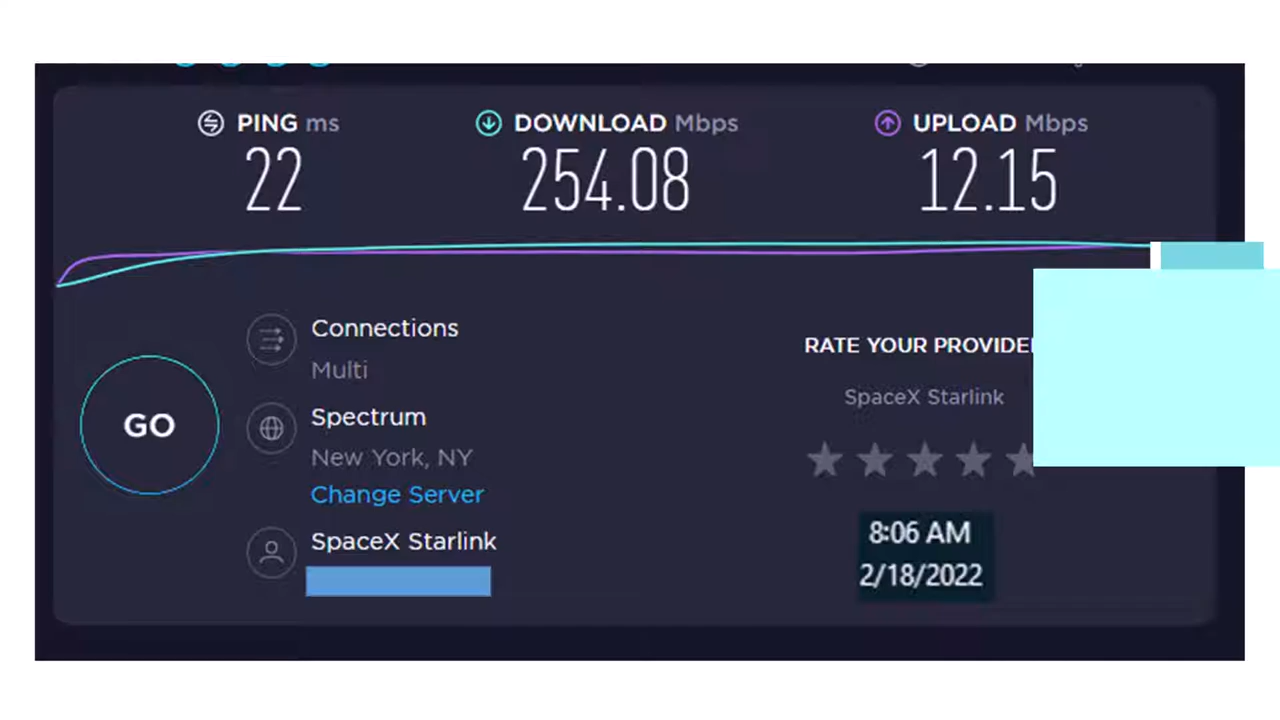 PING ms
22
DOWNLOAD Mbps
254.08
UPLOAD Mbps
12.15
GO
Connections
Multi
Spectrum
New York, NY
Change Server
SpaceX Starlink
RATE YOUR PROVIDE
SpaceX Starlink
8:06 AM
2/18/2022